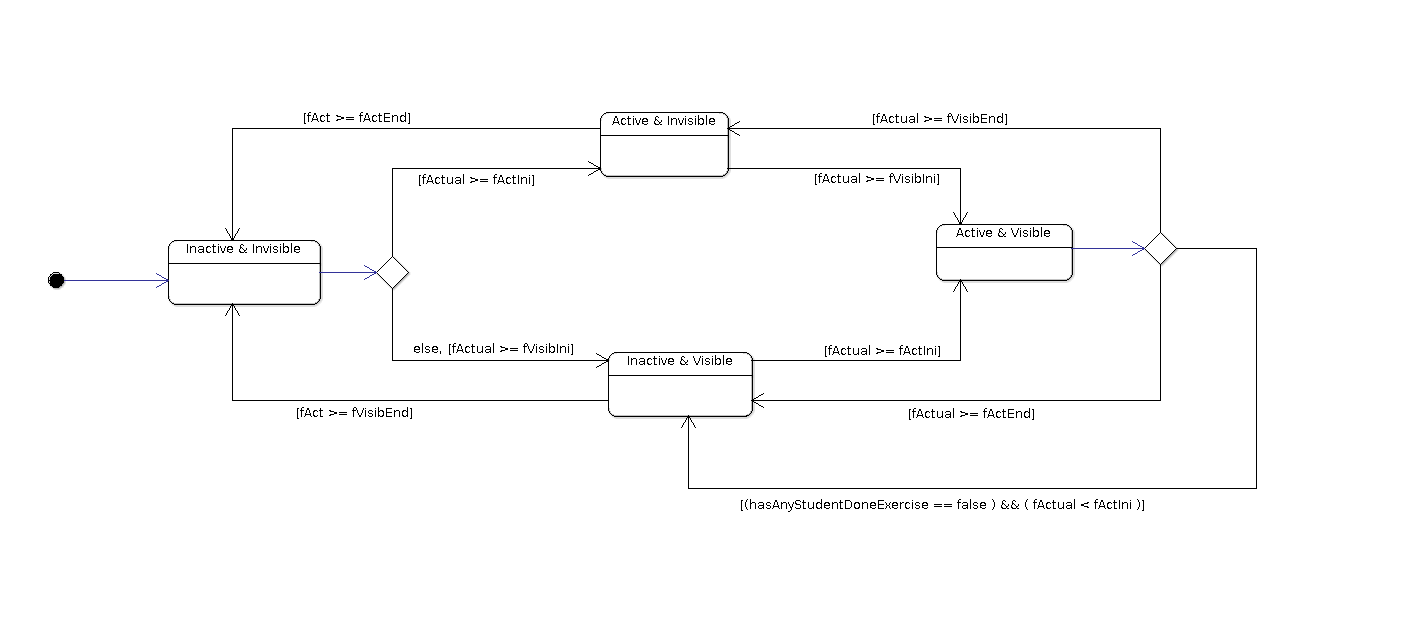 [fAct >= fActEnd]
Active & Invisible
[fActual >= fVisibEnd]
[fActual >= fActIni]
[fActual >= fVisibIni]
Inactive & Invisible
Active & Visible
else, [fActual >= fVisibIni]
Inactive & Visible
[fActual >= fActIni]
[fAct >= fVisibEnd]
[fActual >= fActEnd]
[(hasAnyStudentDoneExercise == false ) && ( fActual < fActIni )]